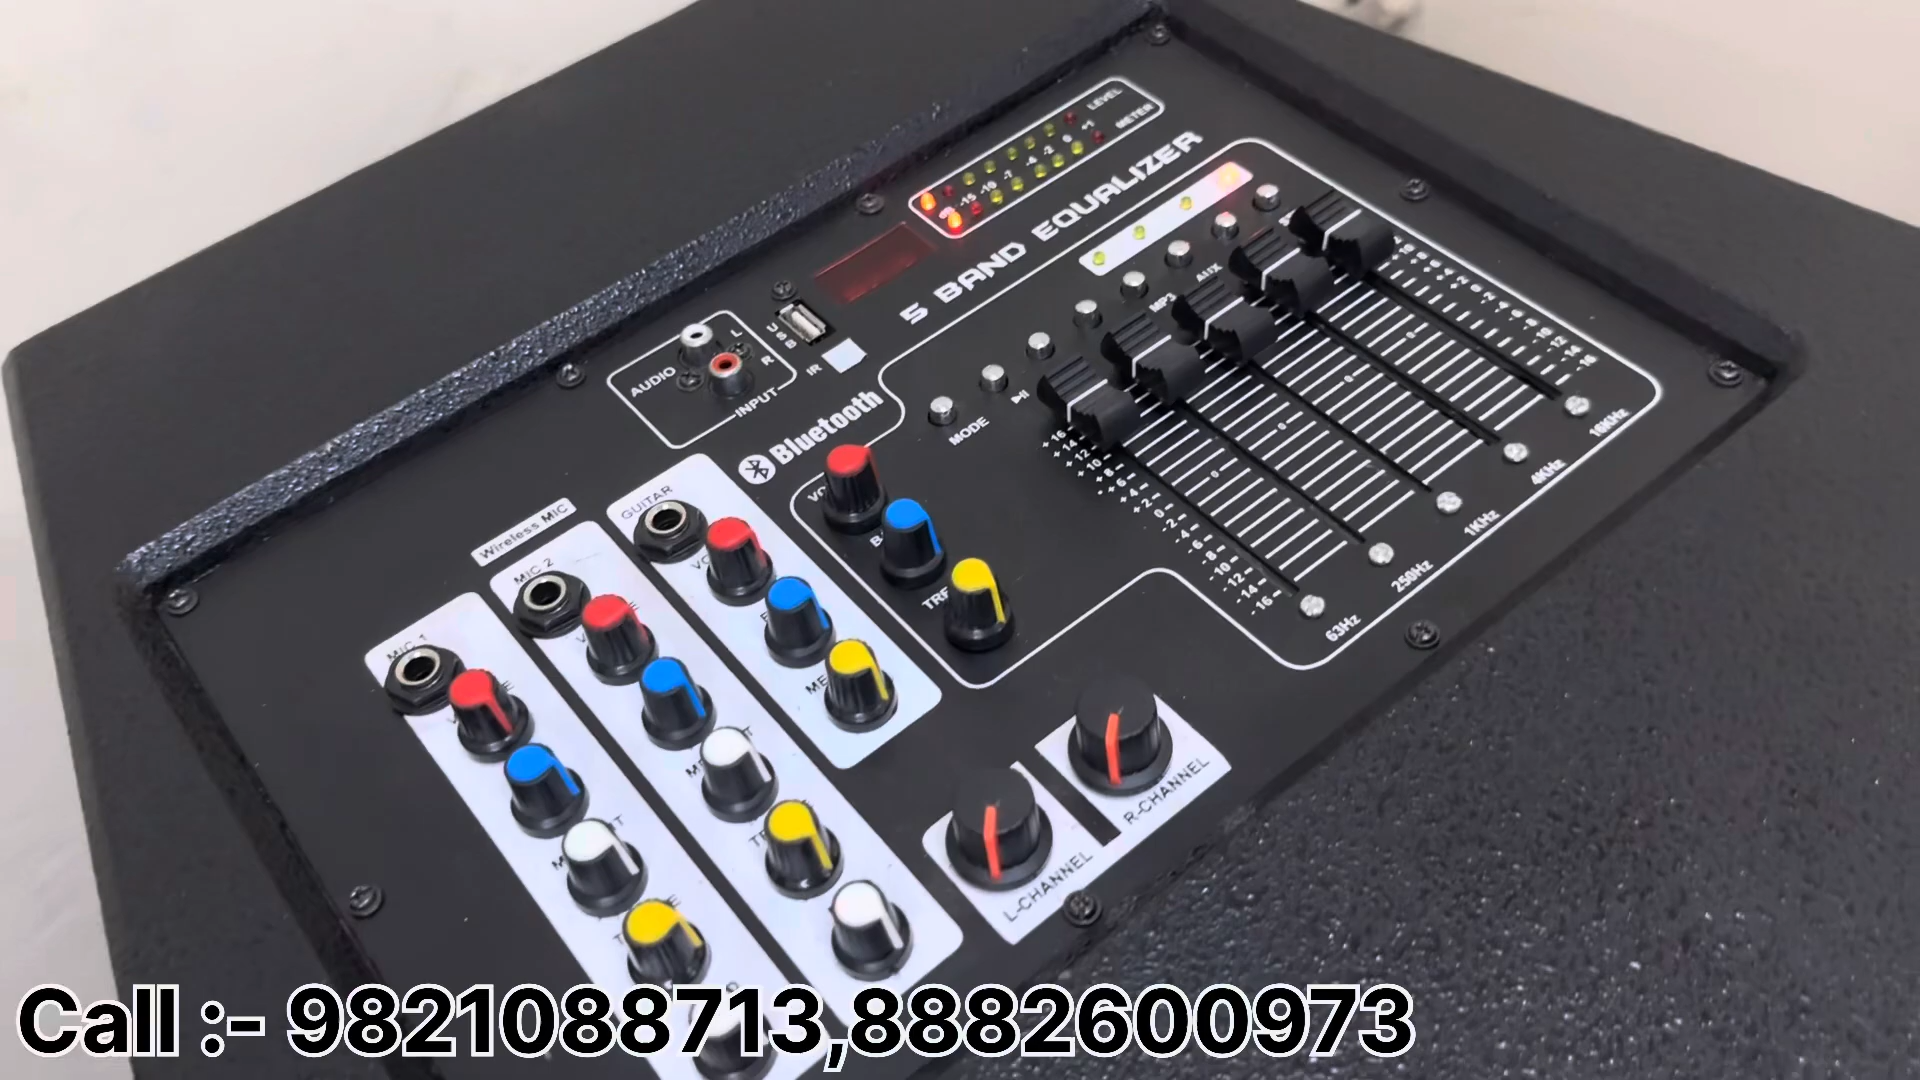 LEVEL
METER
-15 -10 -7 -4 -2 0 +1
5 BAND EQUALIZER
USB
IR
AUDIO
L
R
INPUT
Bluetooth
AUX
MP3
MODE
+16
+14
+12
+10
+8
+6
+4
+2
0
-2
-4
-6
-8
-10
-12
-14
-16
63Hz
250Hz
1KHz
4KHz
16KHz
Wireless MIC
GUITAR
MIC 2
MIC 1
L-CHANNEL
R-CHANNEL
Call :- 9821088713,8882600973